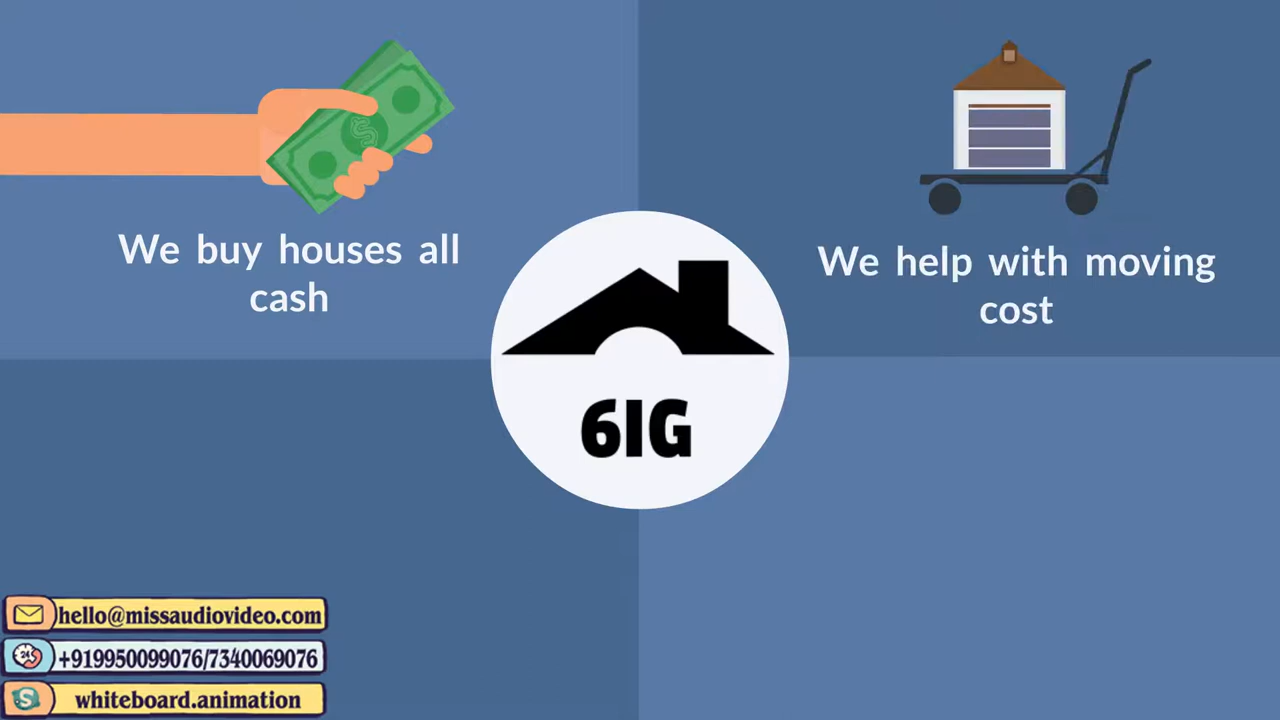 We buy houses all
cash
We help with moving
cost
6IG
hello@missaudiovideo.com
+919950099076/7340069076
whiteboard.animation